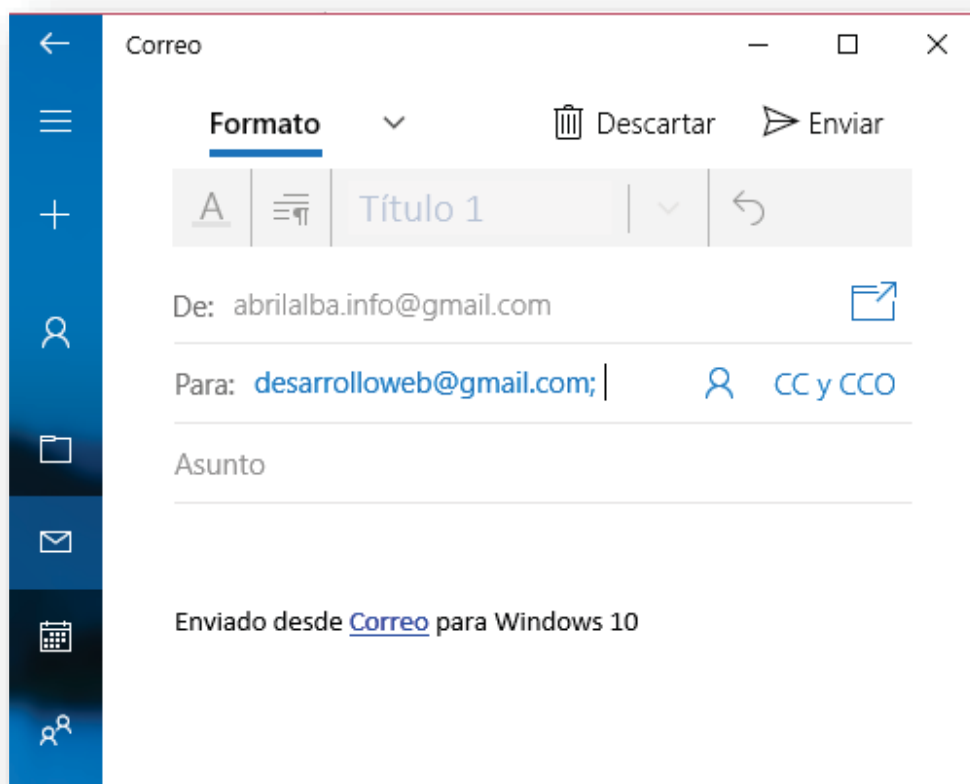 Correo
Formato Descartar Enviar
A Título 1
De: abrilalba.info@gmail.com
Para: desarrolloweb@gmail.com; CC y CCO
Asunto
Enviado desde Correo para Windows 10